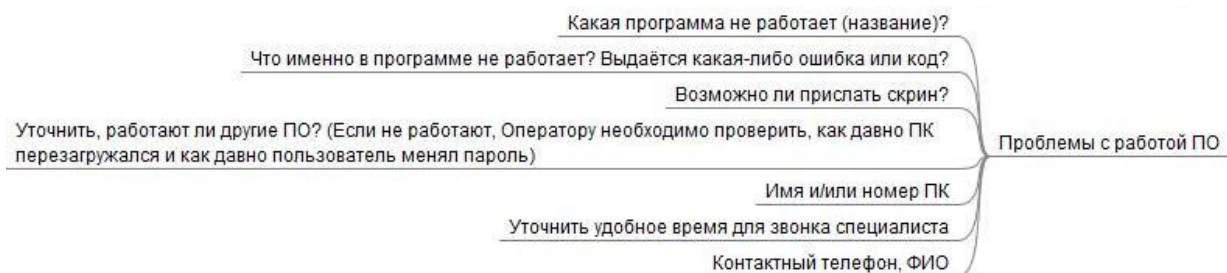 Какая программа не работает (название)?
Что именно в программе не работает? Выдаётся какая-либо ошибка или код?
Возможно ли прислать скрин?
Уточнить, работают ли другие ПО? (Если не работают, Оператору необходимо проверить, как давно ПК
перезагружался и как давно пользователь менял пароль)
Проблемы с работой ПО
Имя и/или номер ПК
Уточнить удобное время для звонка специалиста
Контактный телефон, ФИО